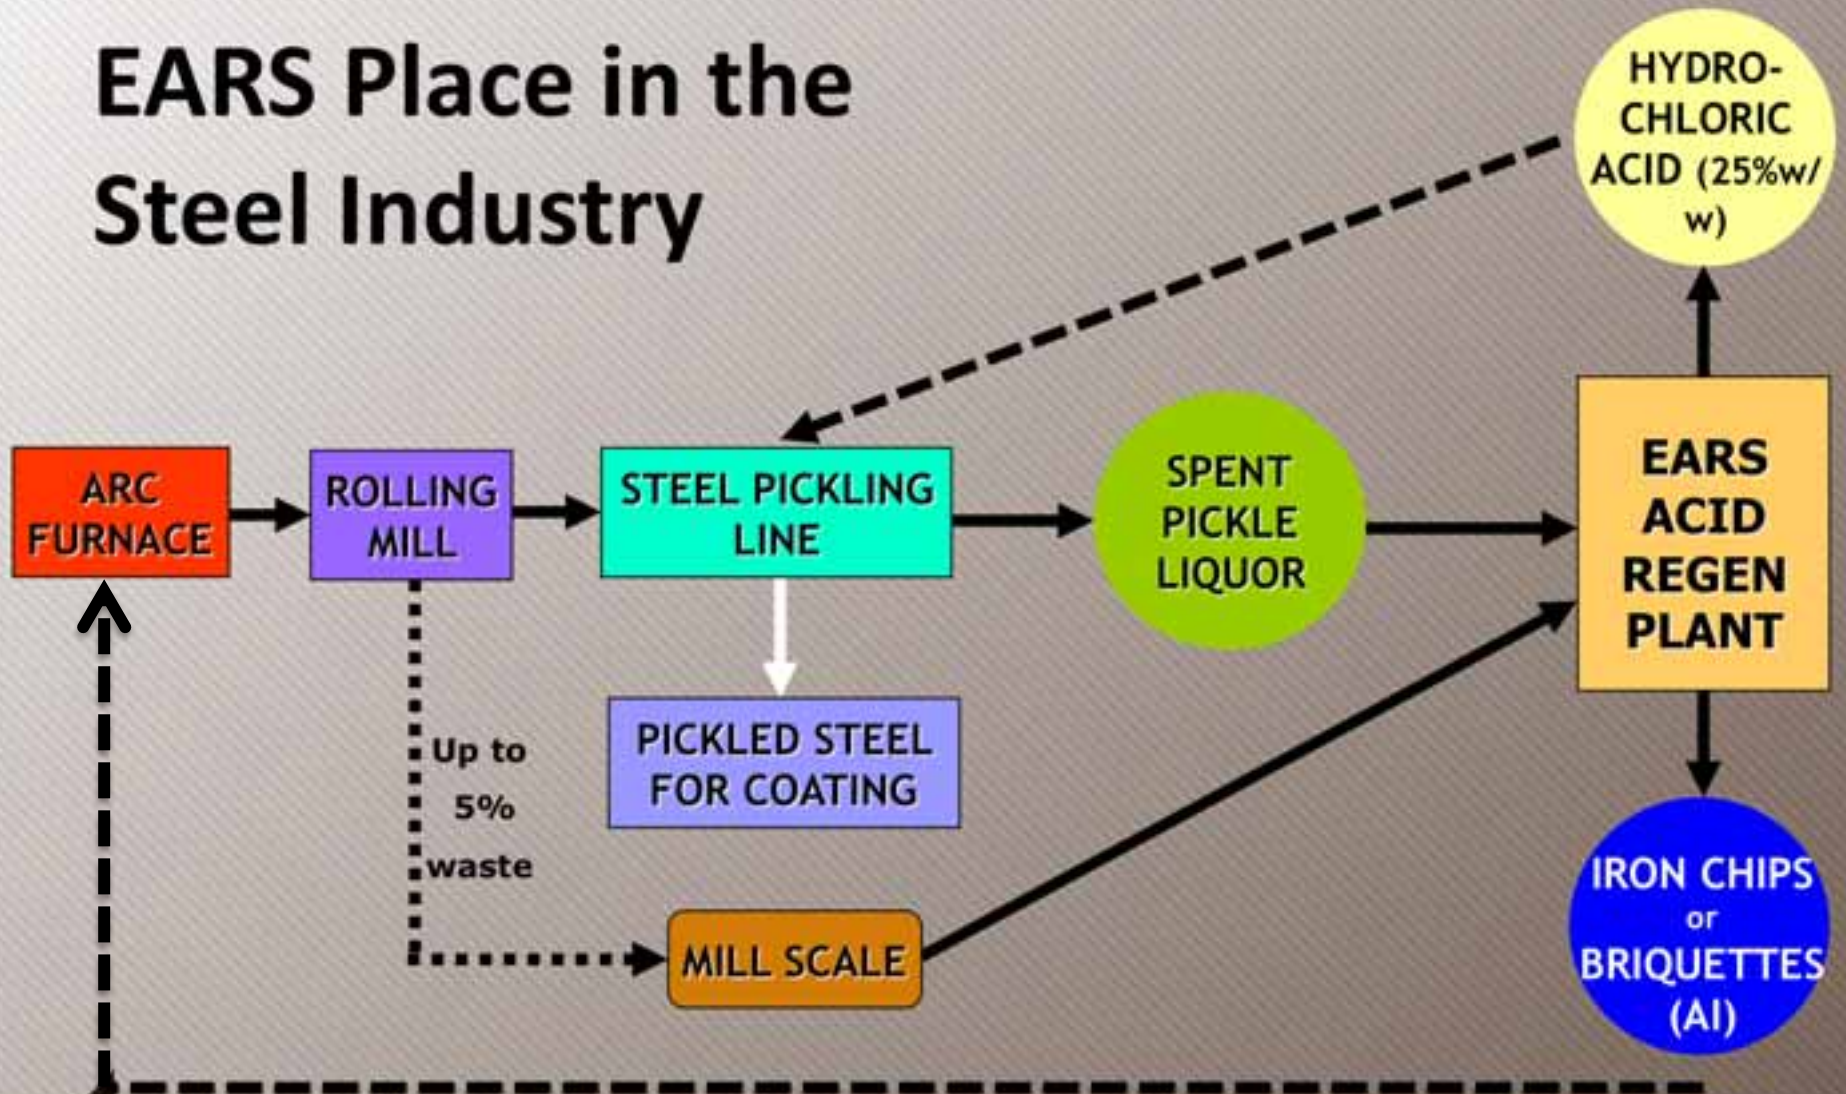 EARS Place in the
Steel Industry
HYDRO-
CHLORIC
ACID (25%w/
w)
ARC
FURNACE
ROLLING
MILL
STEEL PICKLING
LINE
SPENT
PICKLE
LIQUOR
EARS
ACID
REGEN
PLANT
Up to
5%
waste
PICKLED STEEL
FOR COATING
MILL SCALE
IRON CHIPS
or
BRIQUETTES
(AI)